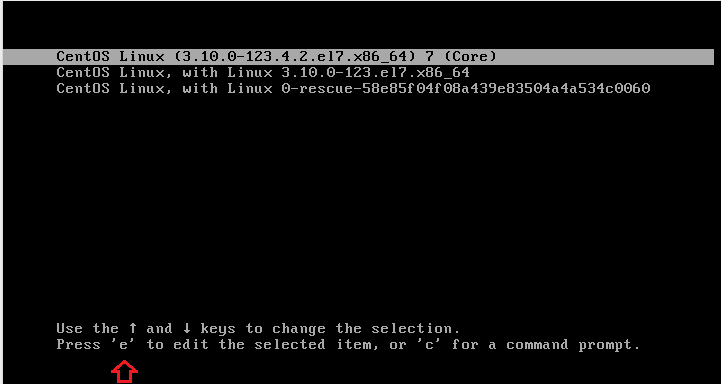 CentOS Linux (3.10.0-123.4.2.el7.x86_64) 7 (Core)
CentOS Linux, with Linux 3.10.0-123.el7.x86_64
CentOS Linux, with Linux 0-rescue-58e85f04f08a439e83504a4a534c0060
Use the ↑ and ↓ keys to change the selection.
Press 'e' to edit the selected item, or 'c' for a command prompt.